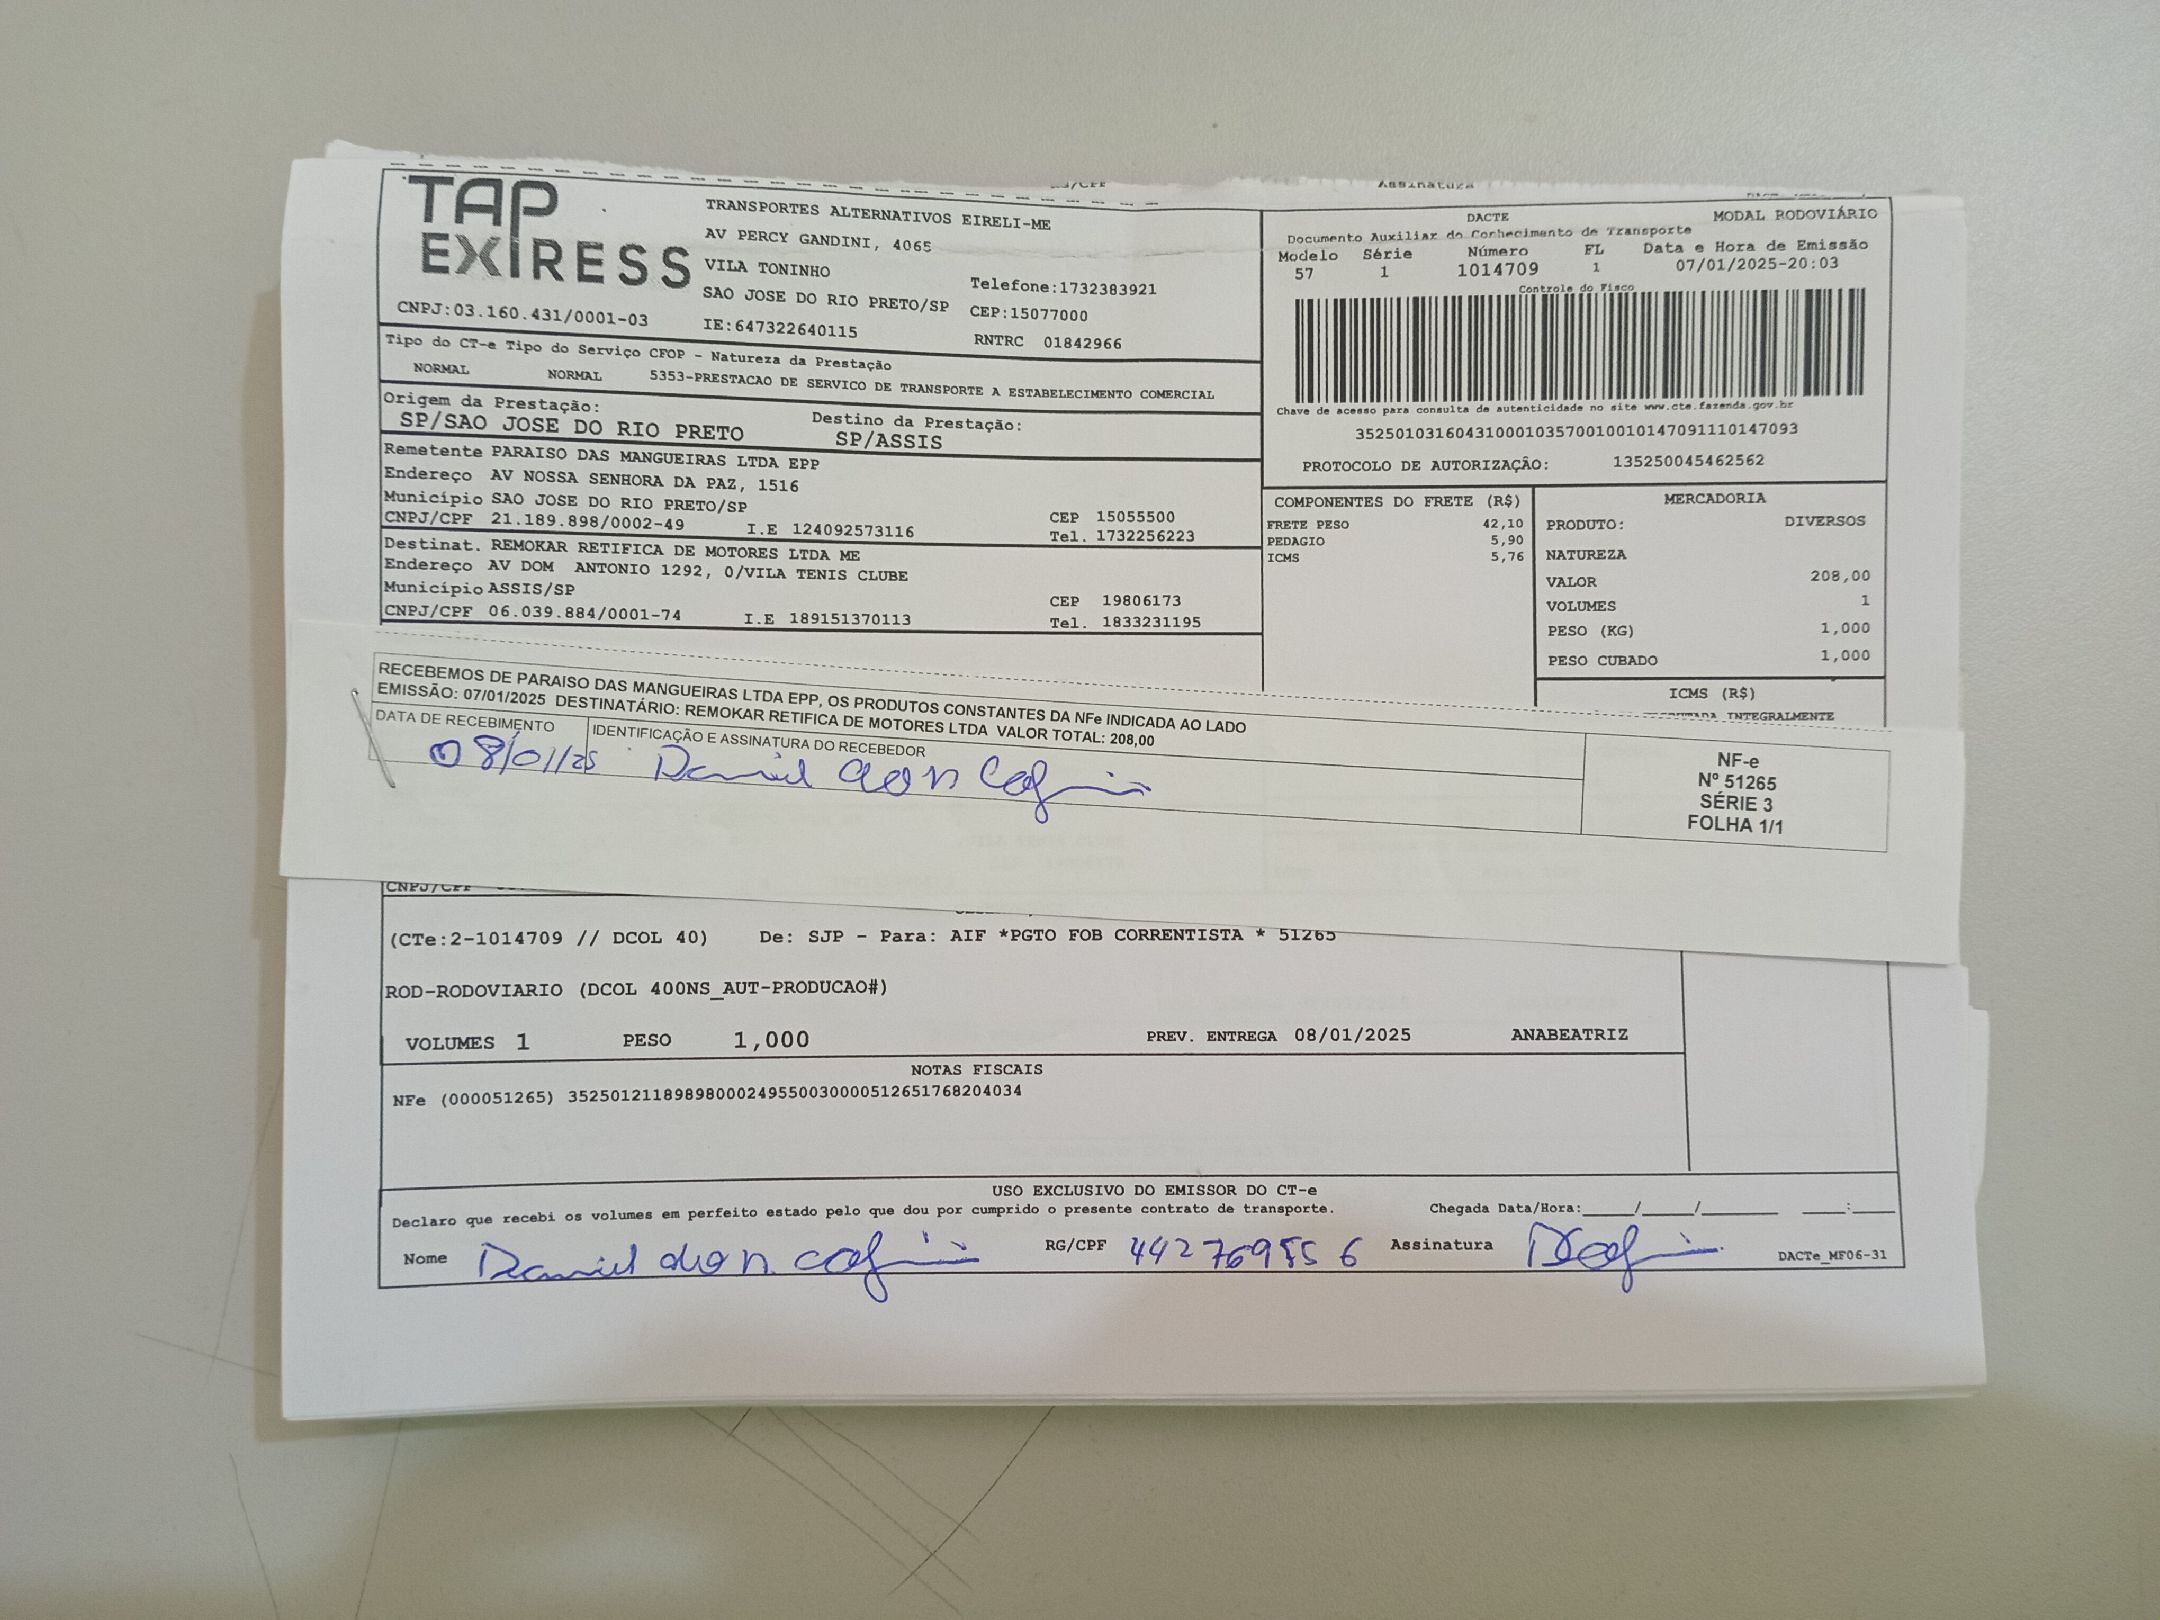 TAP
EXPRESS
TRANSPORTES ALTERNATIVOS EIRELI-ME
AV PERCY GANDINI, 4065
VILA TONINHO
SAO JOSE DO RIO PRETO/SP
Telefone:1732383921
CEP:15077000
CNPJ:03.160.431/0001-03
IE:647322640115
RNTRC 01842966
Assinatura
DACTE
MODAL RODOVIÁRIO
Documento Auxiliar do Conhecimento de Transporte
Modelo Série Número FL Data e Hora de Emissão
57 1 1014709 1 07/01/2025-20:03
Controle do Fisco
Chave de acesso para consulta de autenticidade no site www.cte.fazenda.gov.br
35250103160431000103570010010147091110147093
PROTOCOLO DE AUTORIZAÇÃO: 135250045462562
Tipo do CT-e Tipo do Serviço CFOP - Natureza da Prestação
NORMAL NORMAL 5353-PRESTACAO DE SERVICO DE TRANSPORTE A ESTABELECIMENTO COMERCIAL
Origem da Prestação:
SP/SAO JOSE DO RIO PRETO
Destino da Prestação:
SP/ASSIS
Remetente PARAISO DAS MANGUEIRAS LTDA EPP
Endereço AV NOSSA SENHORA DA PAZ, 1516
Município SAO JOSE DO RIO PRETO/SP
CEP 15055500
CNPJ/CPF 21.189.898/0002-49 I.E 124092573116 Tel. 1732256223
Destinat. REMOKAR RETIFICA DE MOTORES LTDA ME
Endereço AV DOM ANTONIO 1292, 0/VILA TENIS CLUBE
Município ASSIS/SP
CEP 19806173
CNPJ/CPF 06.039.884/0001-74 I.E 189151370113 Tel. 1833231195
COMPONENTES DO FRETE (R$)
FRETE PESO 42,10
PEDAGIO 5,90
ICMS 5,76
MERCADORIA
PRODUTO: DIVERSOS
NATUREZA
VALOR 208,00
VOLUMES 1
PESO (KG) 1,000
PESO CUBADO 1,000
ICMS (R$)
INTEGRALMENTE
RECEBEMOS DE PARAISO DAS MANGUEIRAS LTDA EPP, OS PRODUTOS CONSTANTES DA NFe INDICADA AO LADO
EMISSÃO: 07/01/2025 DESTINATÁRIO: REMOKAR RETIFICA DE MOTORES LTDA VALOR TOTAL: 208,00
DATA DE RECEBIMENTO
IDENTIFICAÇÃO E ASSINATURA DO RECEBEDOR
08/01/25 Daniel
NF-e
Nº 51265
SÉRIE 3
FOLHA 1/1
CNPJ/CPF
(CTe:2-1014709 // DCOL 40) De: SJP - Para: AIF *PGTO FOB CORRENTISTA * 51265
ROD-RODOVIARIO (DCOL 400NS_AUT-PRODUCAO#)
VOLUMES 1 PESO 1,000 PREV. ENTREGA 08/01/2025 ANABEATRIZ
NOTAS FISCAIS
NFe (000051265) 35250121189898000249550030000512651768204034
USO EXCLUSIVO DO EMISSOR DO CT-e
Declaro que recebi os volumes em perfeito estado pelo que dou por cumprido o presente contrato de transporte.
Chegada Data/Hora:_____/_____/_______ ____:____
Nome Daniel RG/CPF Assinatura
DACTe_MF06-31